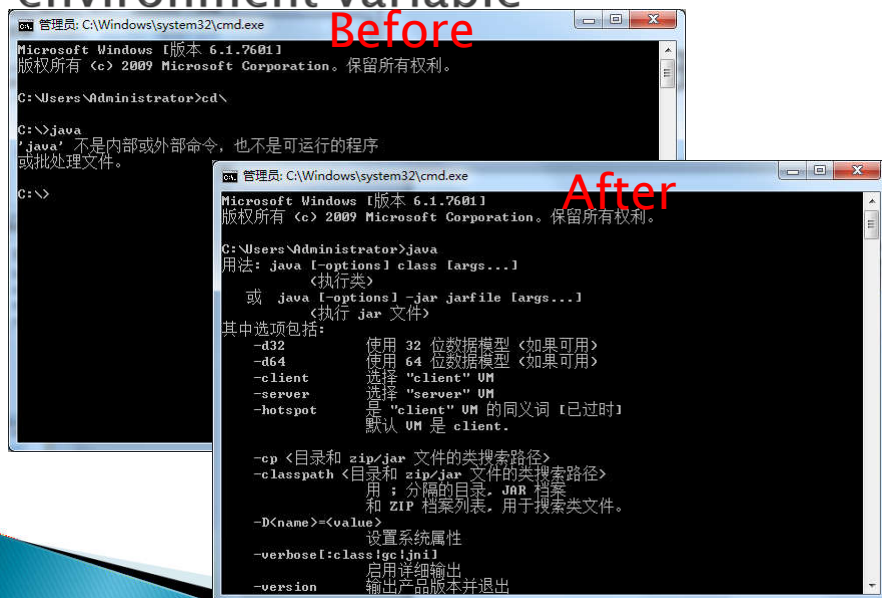 environment variable
Before
管理员: C:\Windows\system32\cmd.exe
Microsoft Windows [版本 6.1.7601]
版权所有 (c) 2009 Microsoft Corporation。保留所有权利。
C:\Users\Administrator>cd\
C:\>java
'java' 不是内部或外部命令，也不是可运行的程序
或批处理文件。
C:\>
After
管理员: C:\Windows\system32\cmd.exe
Microsoft Windows [版本 6.1.7601]
版权所有 (c) 2009 Microsoft Corporation。保留所有权利。
C:\Users\Administrator>java
用法: java [-options] class [args...]
(执行类)
或 java [-options] -jar jarfile [args...]
(执行 jar 文件)
其中选项包括:
-d32 使用 32 位数据模型 (如果可用)
-d64 使用 64 位数据模型 (如果可用)
-client 选择 "client" VM
-server 选择 "server" VM
-hotspot 是 "client" VM 的同义词 [已过时]
默认 VM 是 client.
-cp <目录和 zip/jar 文件的类搜索路径>
-classpath <目录和 zip/jar 文件的类搜索路径>
用 ; 分隔的目录, JAR 档案
和 ZIP 档案列表, 用于搜索类文件。
-D<name>=<value>
设置系统属性
-verbose[:class|gc|jni]
启用详细输出
-version 输出产品版本并退出